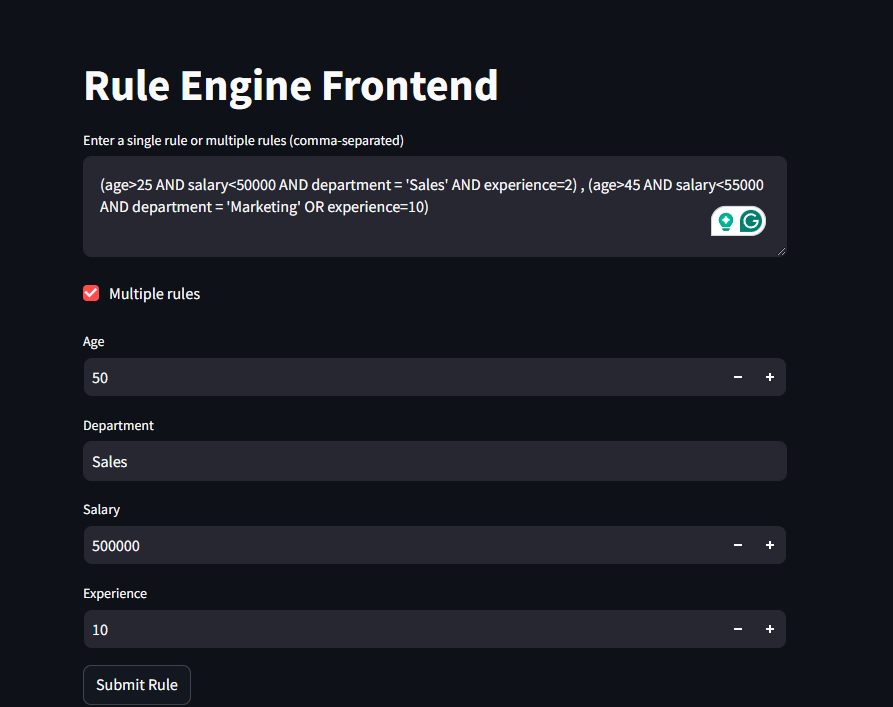 Rule Engine Frontend
Enter a single rule or multiple rules (comma-separated)
(age>25 AND salary<50000 AND department = 'Sales' AND experience=2) , (age>45 AND salary<55000
AND department = 'Marketing' OR experience=10)
Multiple rules
Age
50
Department
Sales
Salary
500000
Experience
10
Submit Rule